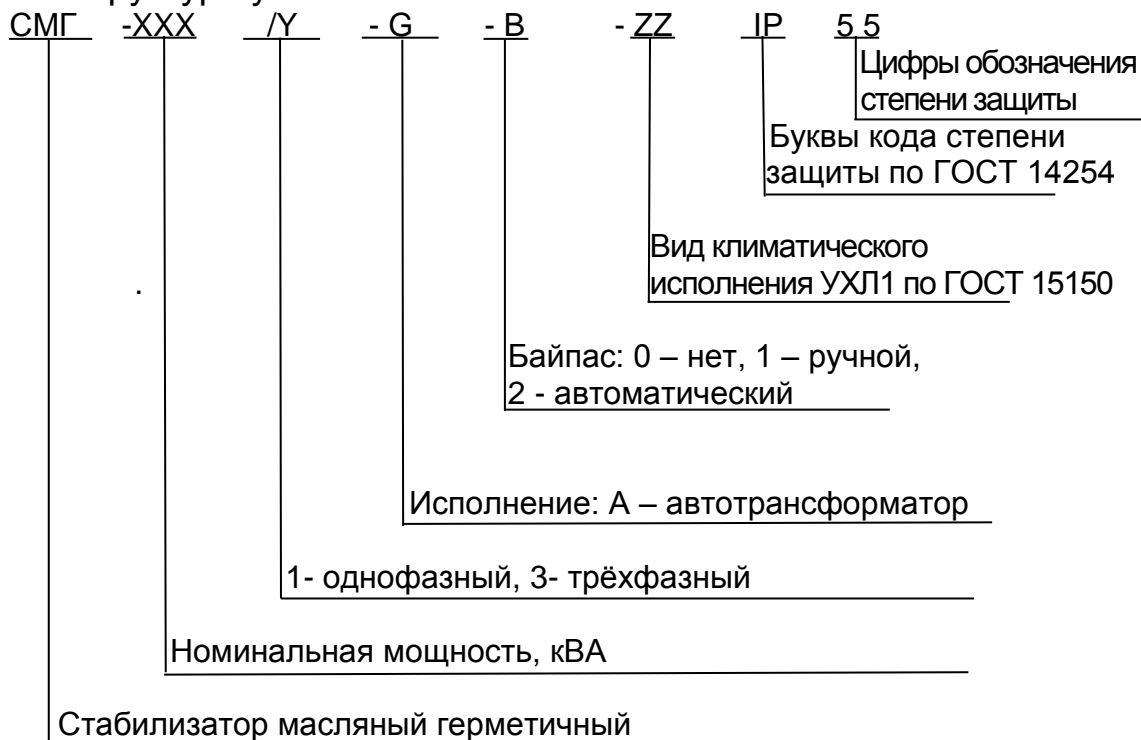 СМГ -XXX /Y - G - B - ZZ IP 5 5
Цифры обозначения
степени защиты
Буквы кода степени
защиты по ГОСТ 14254
Вид климатического
исполнения УХЛ1 по ГОСТ 15150
.
Байпас: 0 – нет, 1 – ручной,
2 - автоматический
Исполнение: А – автотрансформатор
1- однофазный, 3- трёхфазный
Номинальная мощность, кВА
Стабилизатор масляный герметичный